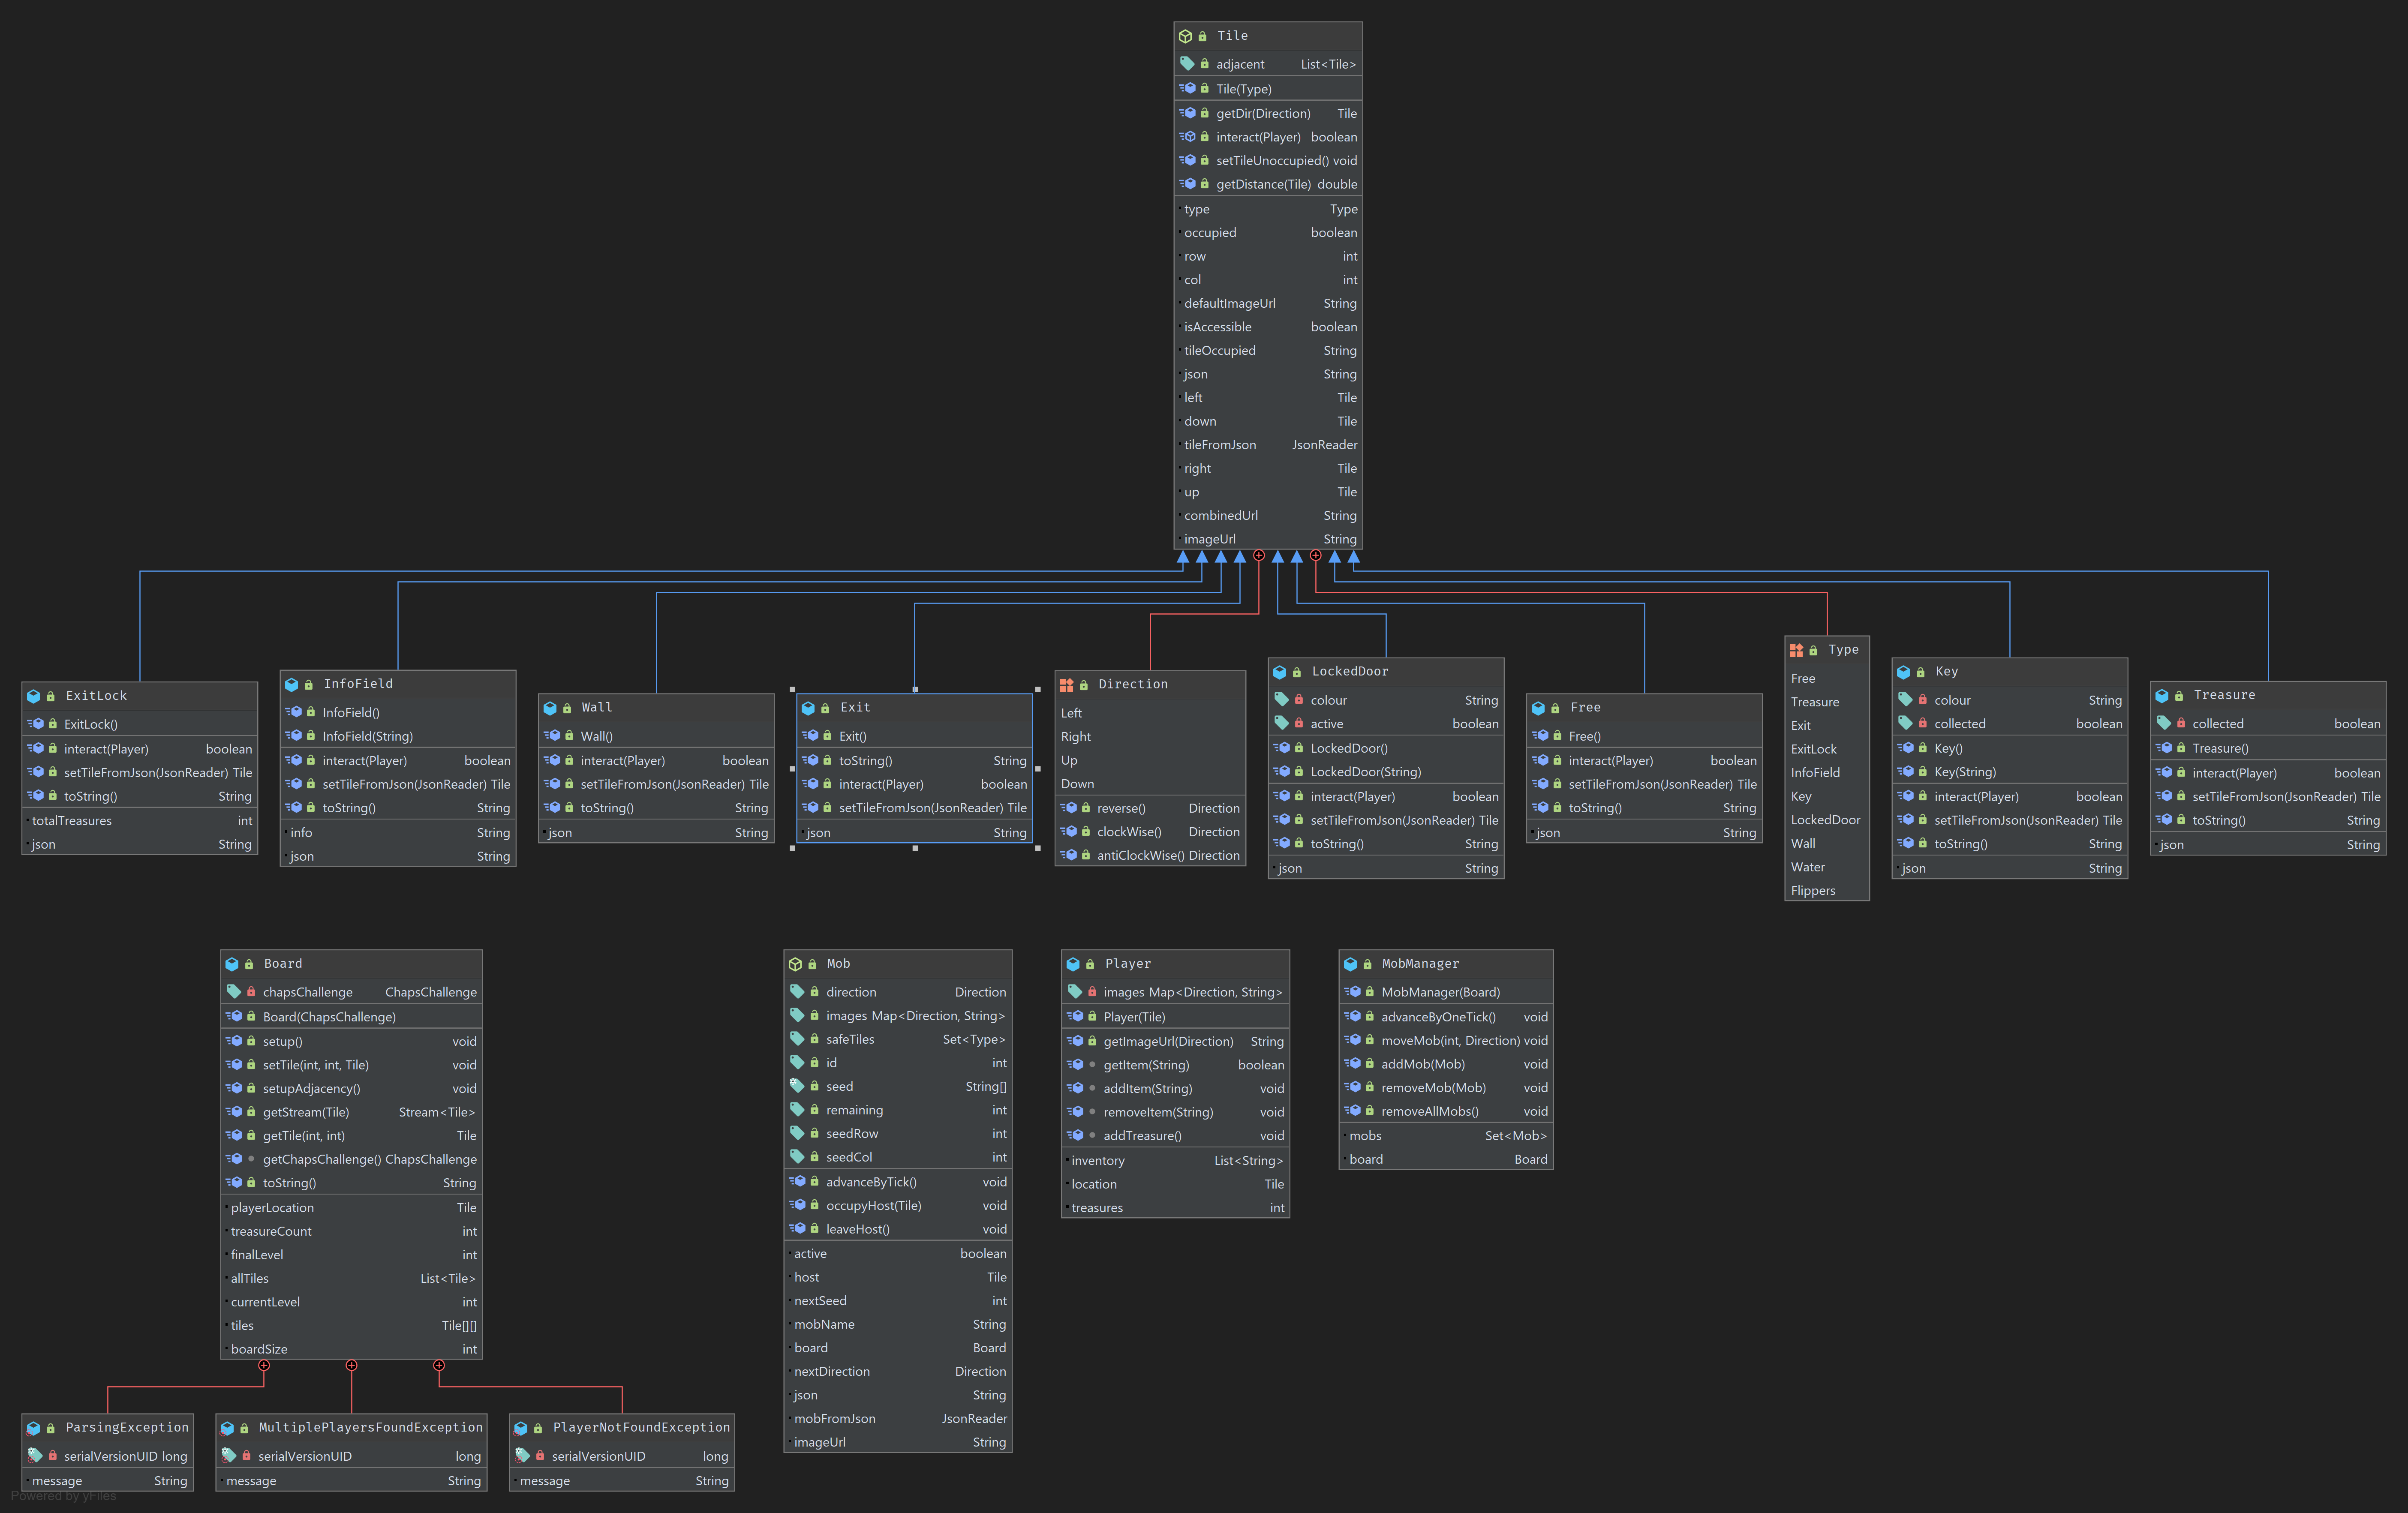 Tile
adjacent List<Tile>
Tile(Type)
getDir(Direction) Tile
interact(Player) boolean
setTileUnoccupied() void
getDistance(Tile) double
type Type
occupied boolean
row int
col int
defaultImageUrl String
isAccessible boolean
tileOccupied String
json String
left Tile
down Tile
tileFromJson JsonReader
right Tile
up Tile
combinedUrl String
imageUrl String
ExitLock
ExitLock()
interact(Player) boolean
setTileFromJson(JsonReader) Tile
toString() String
totalTreasures int
json String
InfoField
InfoField()
InfoField(String)
interact(Player) boolean
setTileFromJson(JsonReader) Tile
toString() String
info String
json String
Wall
Wall()
interact(Player) boolean
setTileFromJson(JsonReader) Tile
toString() String
json String
Exit
Exit()
toString() String
interact(Player) boolean
setTileFromJson(JsonReader) Tile
json String
Direction
Left
Right
Up
Down
reverse() Direction
clockWise() Direction
antiClockWise() Direction
LockedDoor
colour String
active boolean
LockedDoor()
LockedDoor(String)
interact(Player) boolean
setTileFromJson(JsonReader) Tile
toString() String
json String
Free
Free()
interact(Player) boolean
setTileFromJson(JsonReader) Tile
toString() String
json String
Type
Free
Treasure
Exit
ExitLock
InfoField
Key
LockedDoor
Wall
Water
Flippers
Key
colour String
collected boolean
Key()
Key(String)
interact(Player) boolean
setTileFromJson(JsonReader) Tile
toString() String
json String
Treasure
collected boolean
Treasure()
interact(Player) boolean
setTileFromJson(JsonReader) Tile
toString() String
json String
Board
chapsChallenge ChapsChallenge
Board(ChapsChallenge)
setup() void
setTile(int, int, Tile) void
setupAdjacency() void
getStream(Tile) Stream<Tile>
getTile(int, int) Tile
getChapsChallenge() ChapsChallenge
toString() String
playerLocation Tile
treasureCount int
finalLevel int
allTiles List<Tile>
currentLevel int
tiles Tile[][]
boardSize int
Mob
direction Direction
images Map<Direction, String>
safeTiles Set<Type>
id int
seed String[]
remaining int
seedRow int
seedCol int
advanceByTick() void
occupyHost(Tile) void
leaveHost() void
active boolean
host Tile
nextSeed int
mobName String
board Board
nextDirection Direction
json String
mobFromJson JsonReader
imageUrl String
Player
images Map<Direction, String>
Player(Tile)
getImageUrl(Direction) String
getItem(String) boolean
addItem(String) void
removeItem(String) void
addTreasure() void
inventory List<String>
location Tile
treasures int
MobManager
MobManager(Board)
advanceByOneTick() void
moveMob(int, Direction) void
addMob(Mob) void
removeMob(Mob) void
removeAllMobs() void
mobs Set<Mob>
board Board
ParsingException
serialVersionUID long
message String
MultiplePlayersFoundException
serialVersionUID long
message String
PlayerNotFoundException
serialVersionUID long
message String
Powered by yFiles